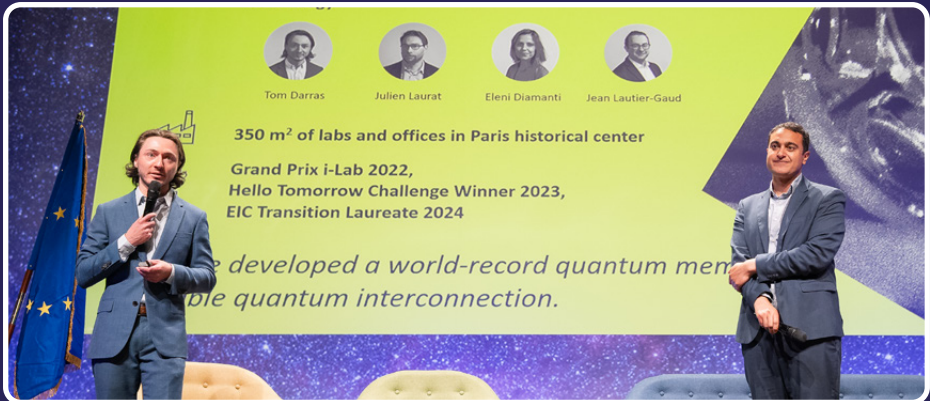 Tom Darras
Julien Laurat
Eleni Diamanti
Jean Lautier-Gaud
350 m² of labs and offices in Paris historical center
Grand Prix i-Lab 2022,
Hello Tomorrow Challenge Winner 2023,
EIC Transition Laureate 2024
developed a world-record quantum
quantum interconnection.